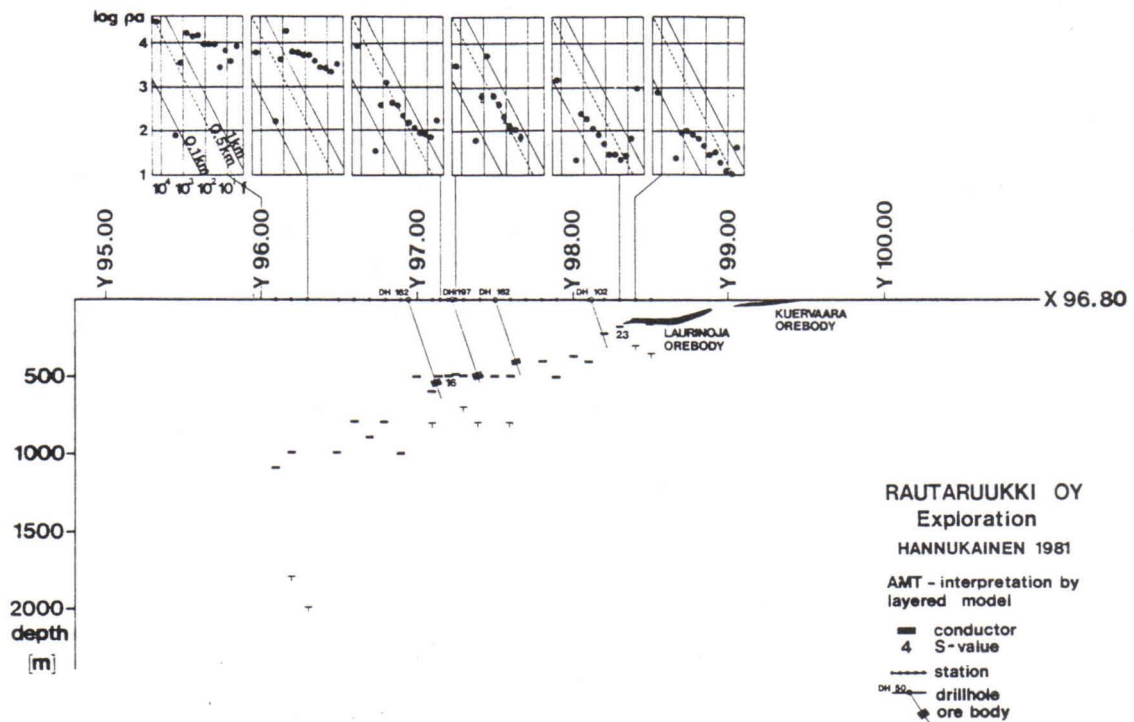 log ρa
4
3
2
1
0.1km
0.5km
1km
10⁴ 10³ 10² 10¹ 1
Y 95.00
Y 96.00
Y 97.00
Y 98.00
Y 99.00
Y 100.00
DH 182
DH 197
DH 162
DH 102
X 96.80
23
LAURINOJA
OREBODY
KUERVAARA
OREBODY
16
500
1000
1500
2000
depth
[m]
RAUTARUUKKI OY
Exploration
HANNUKAINEN 1981
AMT - interpretation by
layered model
conductor
4 S-value
station
DH 50 drillhole
ore body